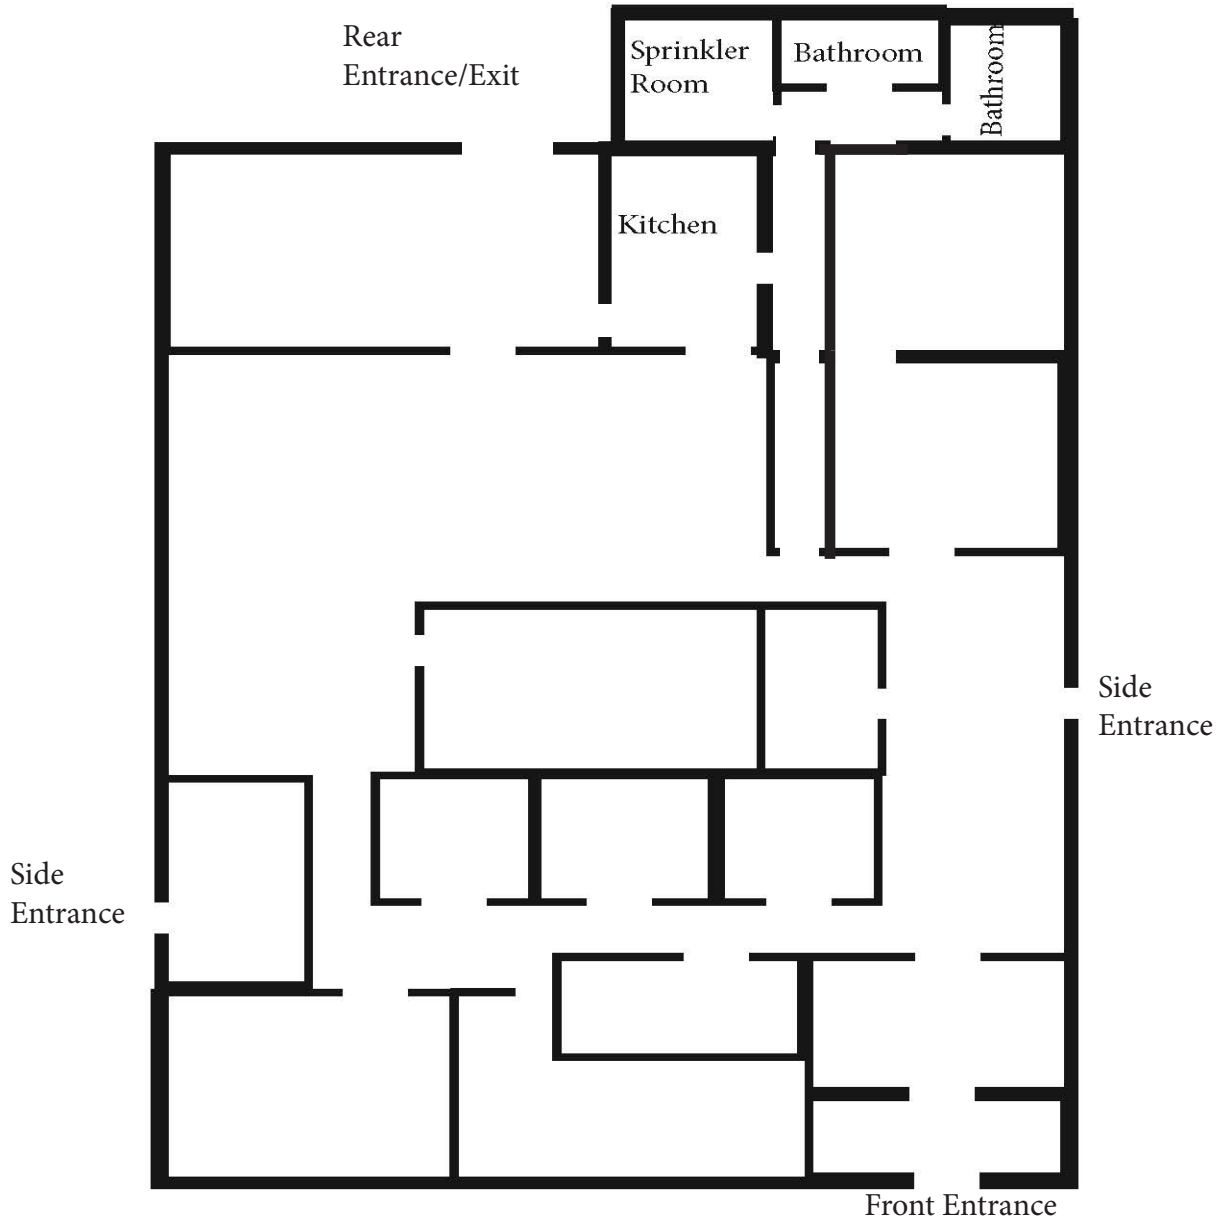 Rear
Entrance/Exit
Sprinkler
Room
Bathroom
Bathroom
Kitchen
Side
Entrance
Side
Entrance
Front Entrance